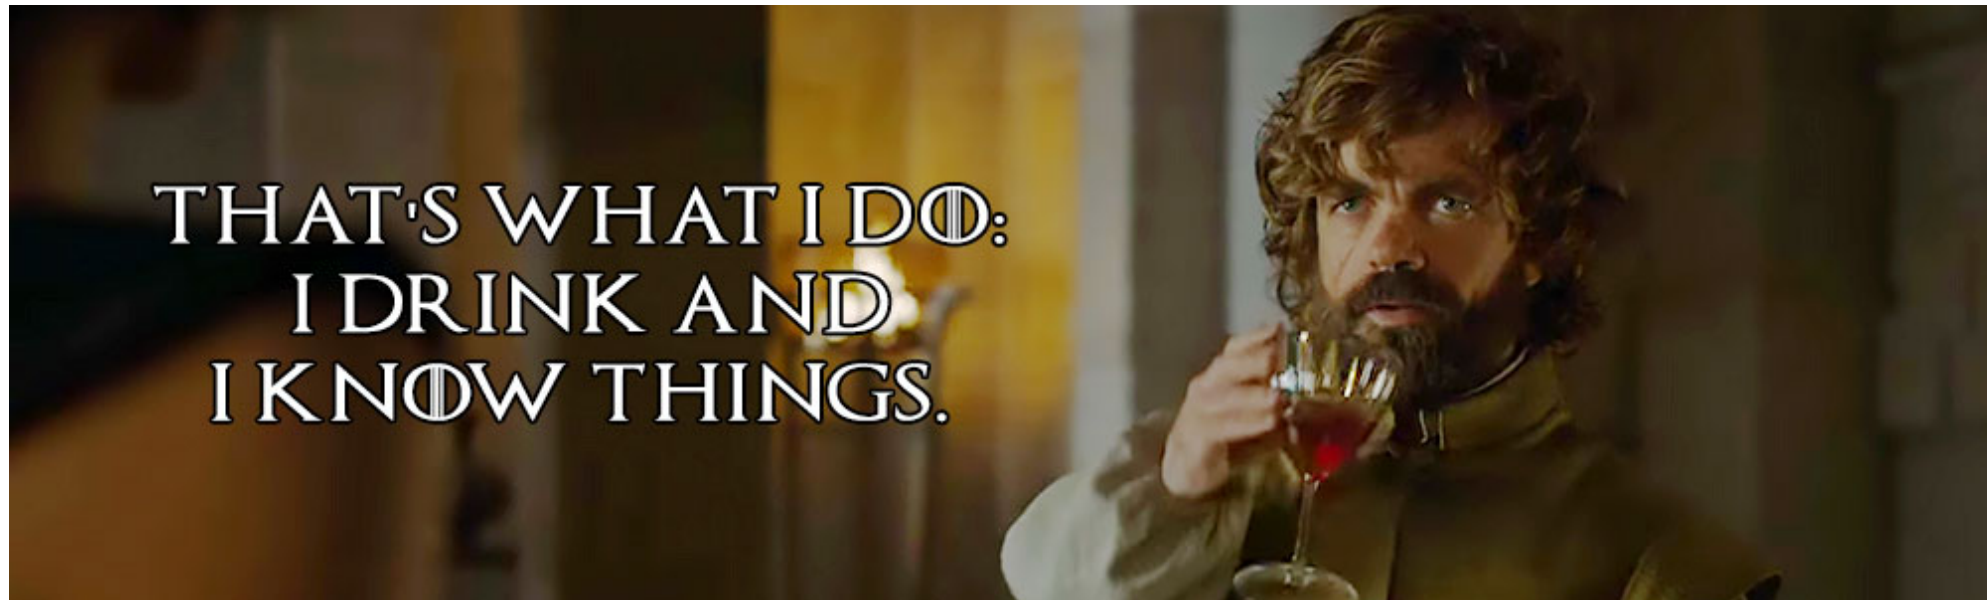 THAT'S WHAT I DO:
I DRINK AND
I KNOW THINGS.